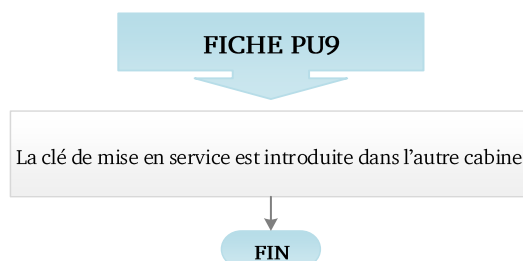 FICHE PU9
La clé de mise en service est introduite dans l’autre cabine
FIN